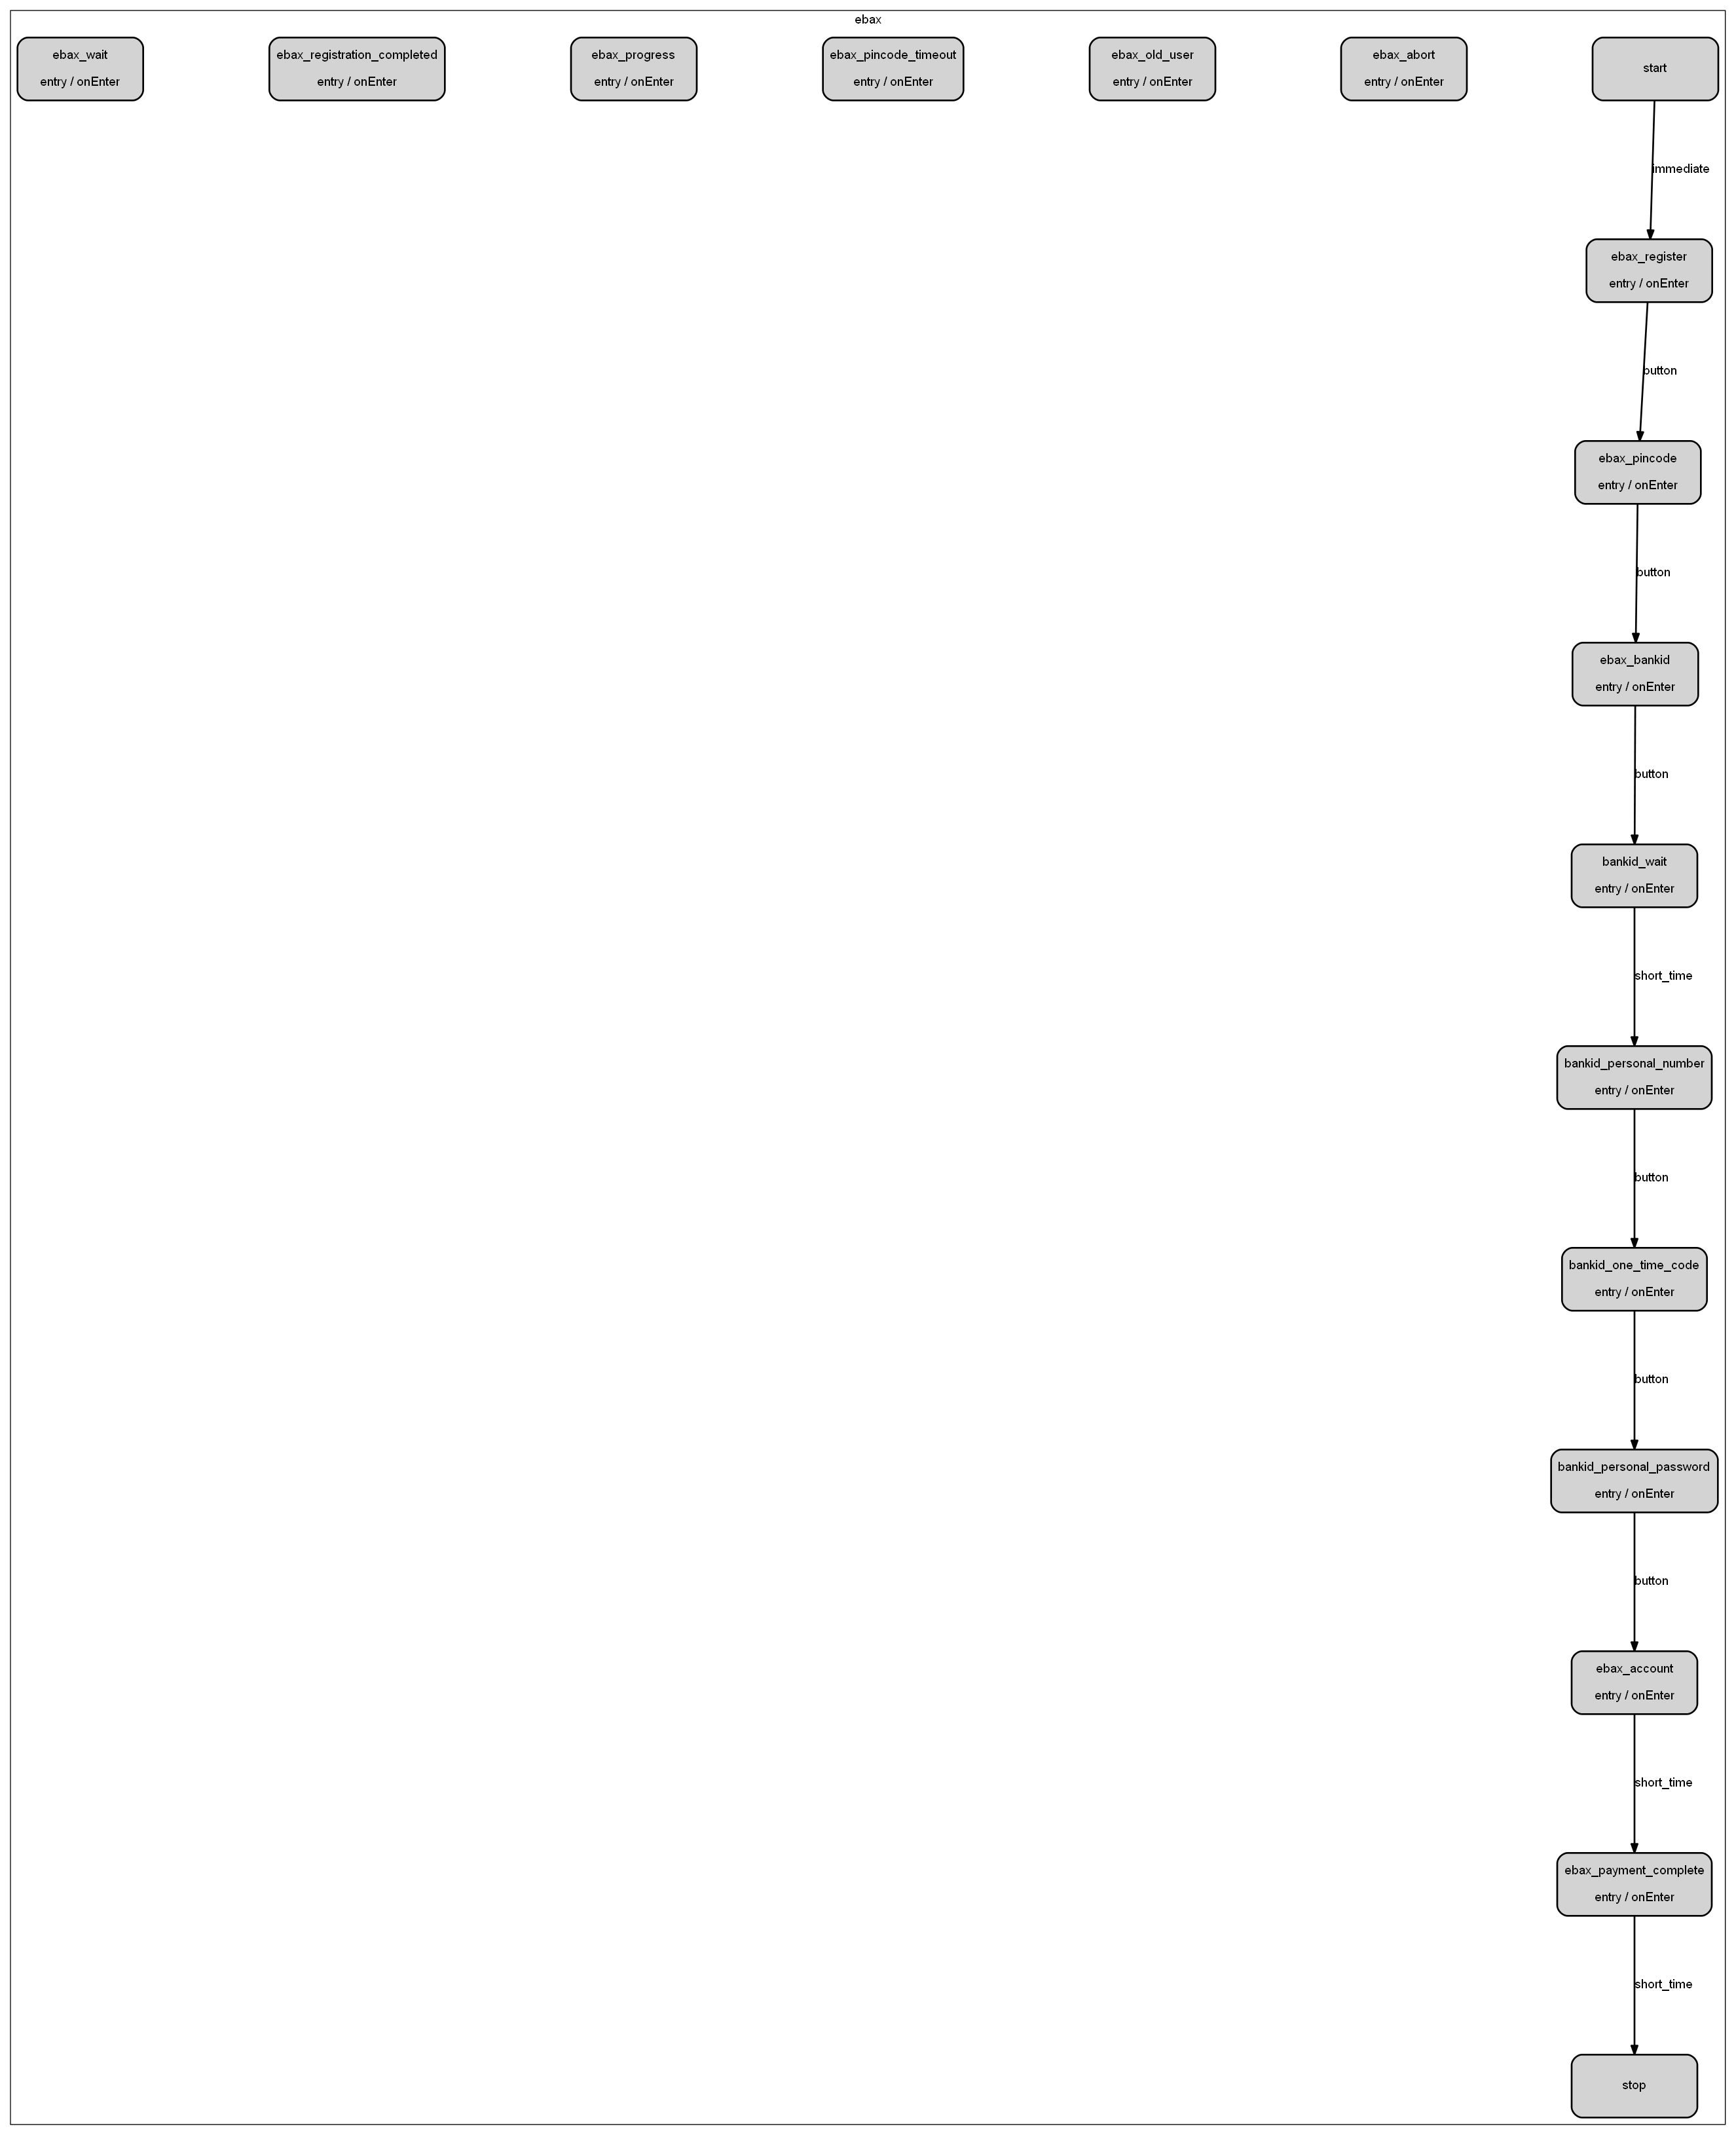 ebax
ebax_wait
entry / onEnter
ebax_registration_completed
entry / onEnter
ebax_progress
entry / onEnter
ebax_pincode_timeout
entry / onEnter
ebax_old_user
entry / onEnter
ebax_abort
entry / onEnter
start
immediate
ebax_register
entry / onEnter
button
ebax_pincode
entry / onEnter
button
ebax_bankid
entry / onEnter
button
bankid_wait
entry / onEnter
short_time
bankid_personal_number
entry / onEnter
button
bankid_one_time_code
entry / onEnter
button
bankid_personal_password
entry / onEnter
button
ebax_account
entry / onEnter
short_time
ebax_payment_complete
entry / onEnter
short_time
stop